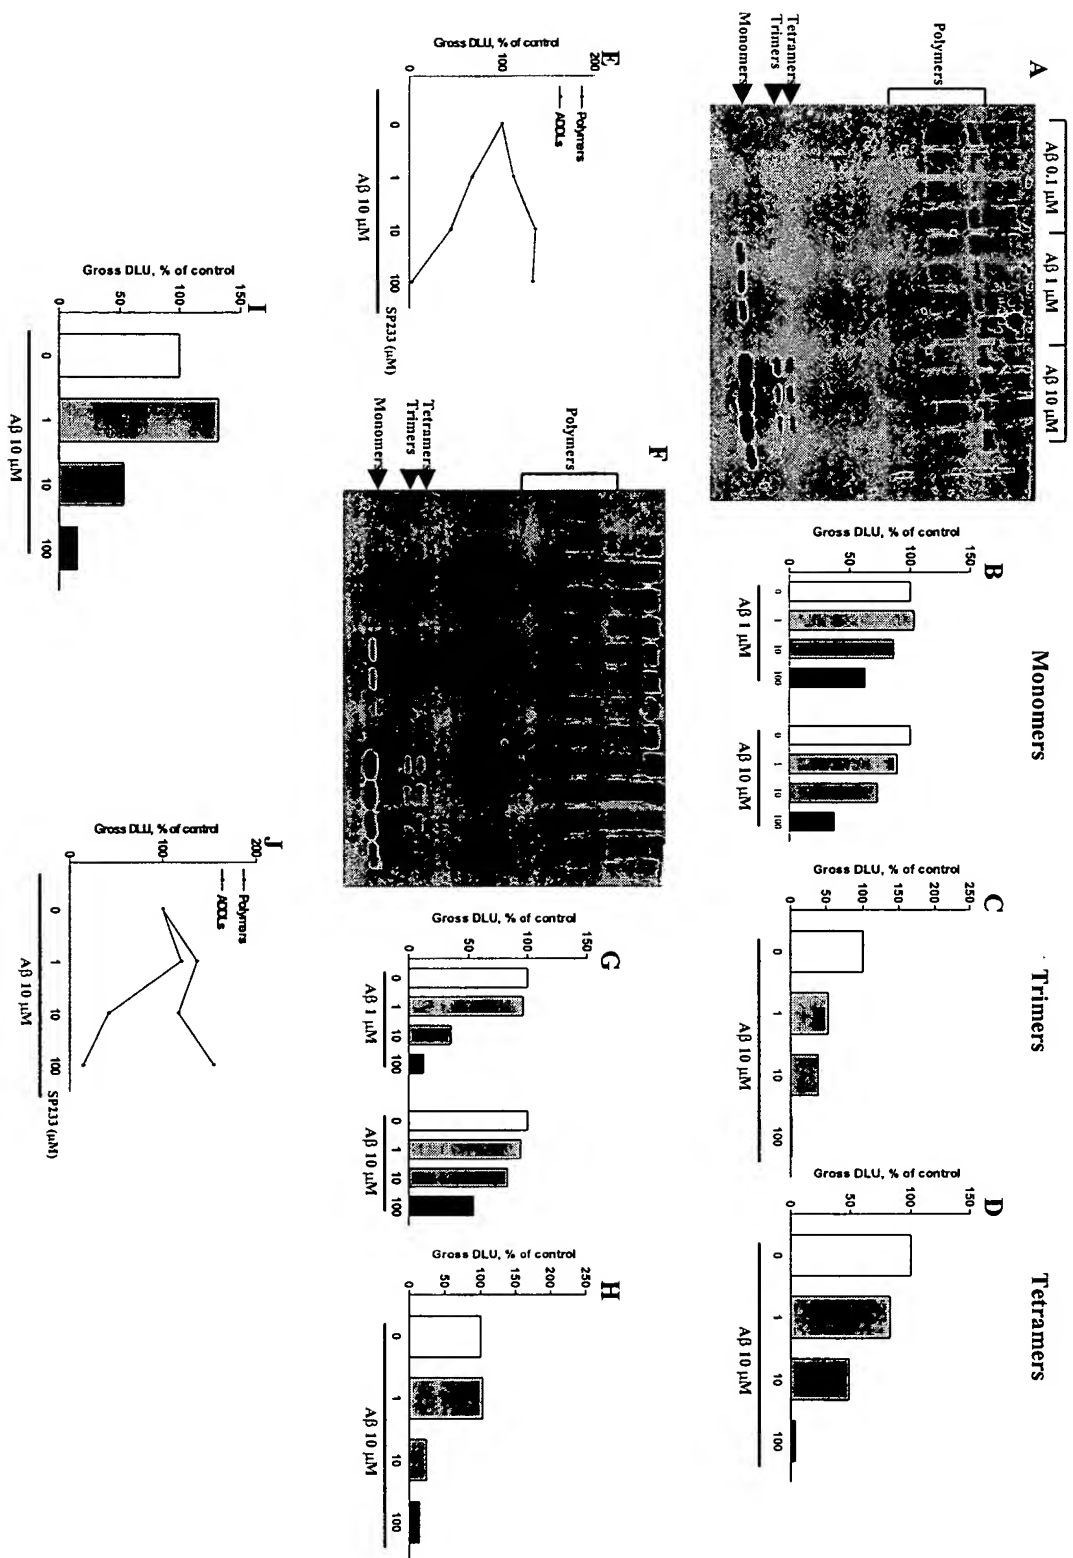 A
Aβ 0.1 µM
Aβ 1 µM
Aβ 10 µM
Polymers
Tetramers
Trimers
Monomers
Monomers
B
Gross DLU, % of control
150
100
50
0
0 1 10 100
Aβ 1 µM
0 1 10 100
Aβ 10 µM
Trimers
C
Gross DLU, % of control
250
200
150
100
50
0
0 1 10 100
Aβ 10 µM
Tetramers
D
Gross DLU, % of control
150
100
50
0
0 1 10 100
Aβ 10 µM
E
Gross DLU, % of control
200
100
0
Polymers
ADDLs
0 1 10 100 SP233 (µM)
Aβ 10 µM
F
Polymers
Tetramers
Trimers
Monomers
G
Gross DLU, % of control
150
100
50
0
0 1 10 100
Aβ 1 µM
0 1 10 100
Aβ 10 µM
H
Gross DLU, % of control
250
200
150
100
50
0
0 1 10 100
Aβ 10 µM
I
Gross DLU, % of control
150
100
50
0
0 1 10 100
Aβ 10 µM
J
Gross DLU, % of control
200
100
0
Polymers
ADDLs
0 1 10 100 SP233 (µM)
Aβ 10 µM